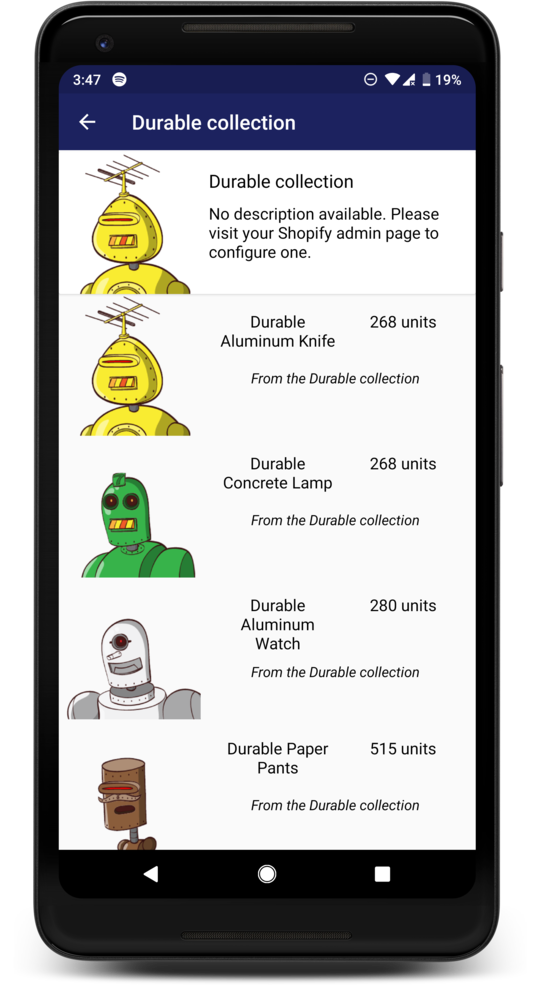 3:47
19%
Durable collection
Durable collection
No description available. Please
visit your Shopify admin page to
configure one.
Durable
Aluminum Knife
268 units
From the Durable collection
Durable
Concrete Lamp
268 units
From the Durable collection
Durable
Aluminum
Watch
280 units
From the Durable collection
Durable Paper
Pants
515 units
From the Durable collection